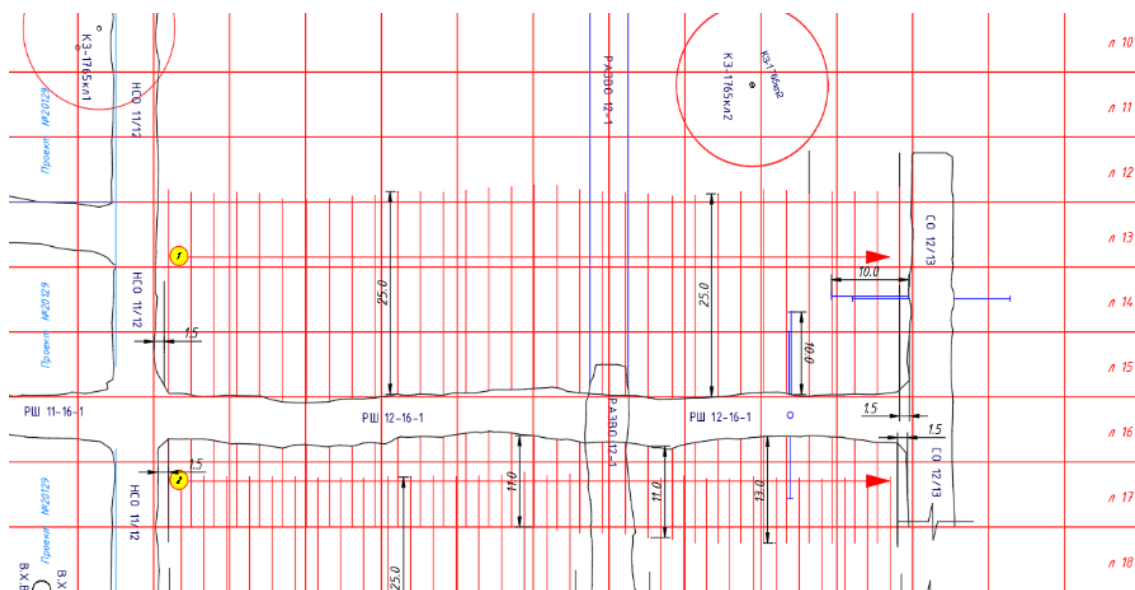 л 10
КЗ-1765кл1
НСО 11/12
Проект №20129
РАЗВО 12-1
КЗ-1765кл2
КЗ-1765кл2
л 11
л 12
1
СО 12/13
л 13
НСО 11/12
Проект №20129
25.0
25.0
10.0
л 14
1.5
10.0
л 15
РШ 11-16-1
РШ 12-16-1
РАЗВО 12-1
РШ 12-16-1
1.5
1.5
л 16
1.5
2
11.0
11.0
13.0
СО 12/13
л 17
НСО 11/12
Проект №20129
25.0
л 18
В.Х.В
В.Х